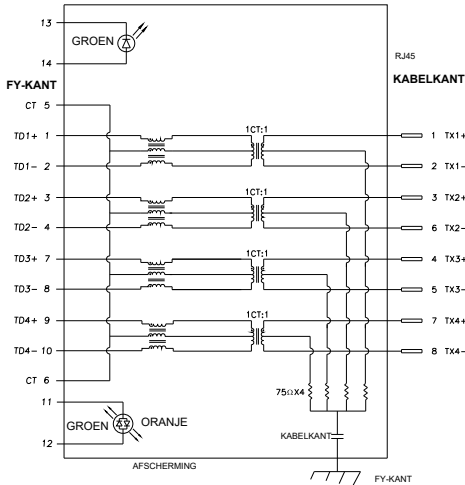 13
GROEN
14
RJ45
FY-KANT
KABELKANT
CT 5
TD1+ 1
1CT:1
1 TX1+
TD1- 2
2 TX1-
TD2+ 3
1CT:1
3 TX2+
TD2- 4
6 TX2-
TD3+ 7
1CT:1
4 TX3+
TD3- 8
5 TX3-
TD4+ 9
1CT:1
7 TX4+
TD4- 10
8 TX4-
CT 6
75ΩX4
11
GROEN
ORANJE
12
KABELKANT
AFSCHERMING
FY-KANT